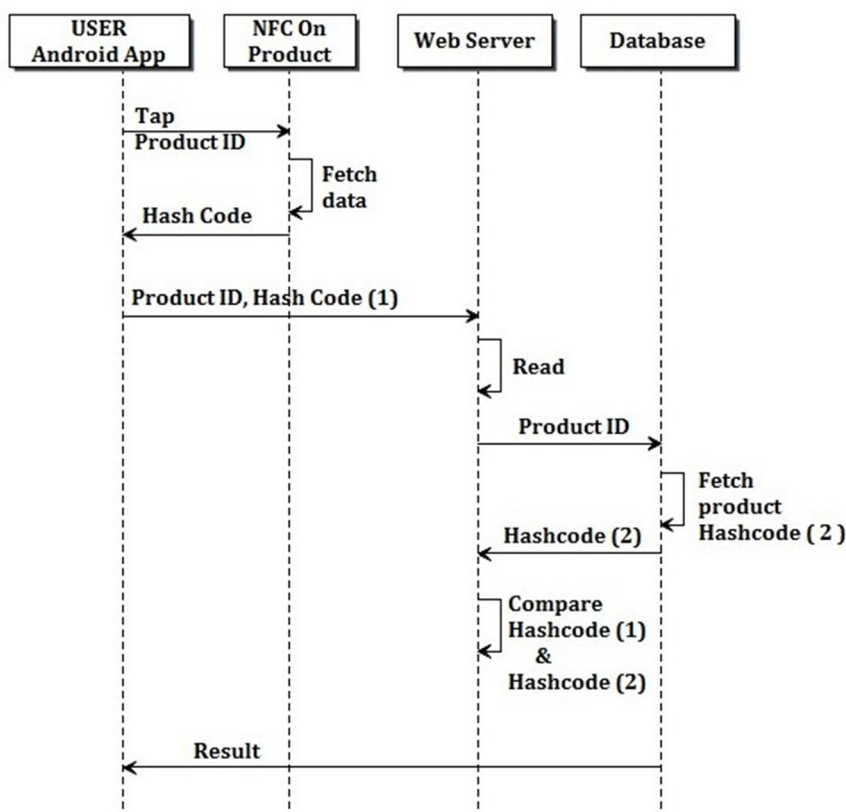 USER
Android App
NFC On
Product
Web Server
Database
Tap
Product ID
Fetch
data
Hash Code
Product ID, Hash Code (1)
Read
Product ID
Fetch
product
Hashcode ( 2 )
Hashcode (2)
Compare
Hashcode (1)
&
Hashcode (2)
Result